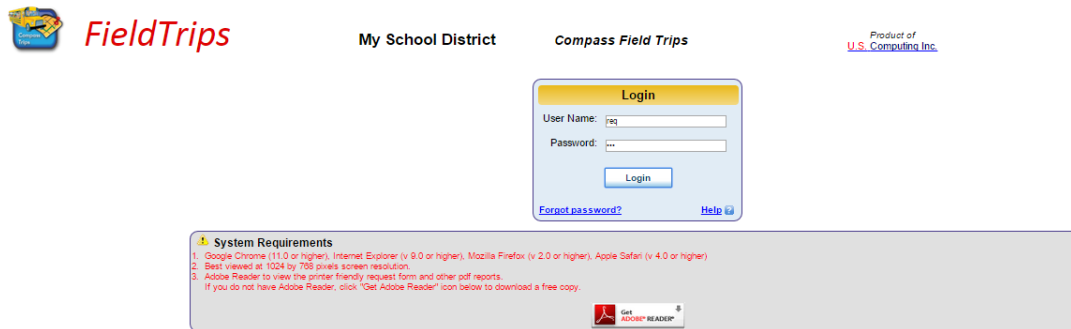 Compass
Trips
FieldTrips
My School District
Compass Field Trips
Product of
U.S. Computing Inc.
Login
User Name: req
Password: •••
Login
Forgot password? Help ?
System Requirements
1. Google Chrome (11.0 or higher), Internet Explorer (v 9.0 or higher), Mozilla Firefox (v 2.0 or higher), Apple Safari (v 4.0 or higher)
2. Best viewed at 1024 by 768 pixels screen resolution.
3. Adobe Reader to view the printer friendly request form and other pdf reports.
If you do not have Adobe Reader, click "Get Adobe Reader" icon below to download a free copy.
Get
ADOBE® READER®